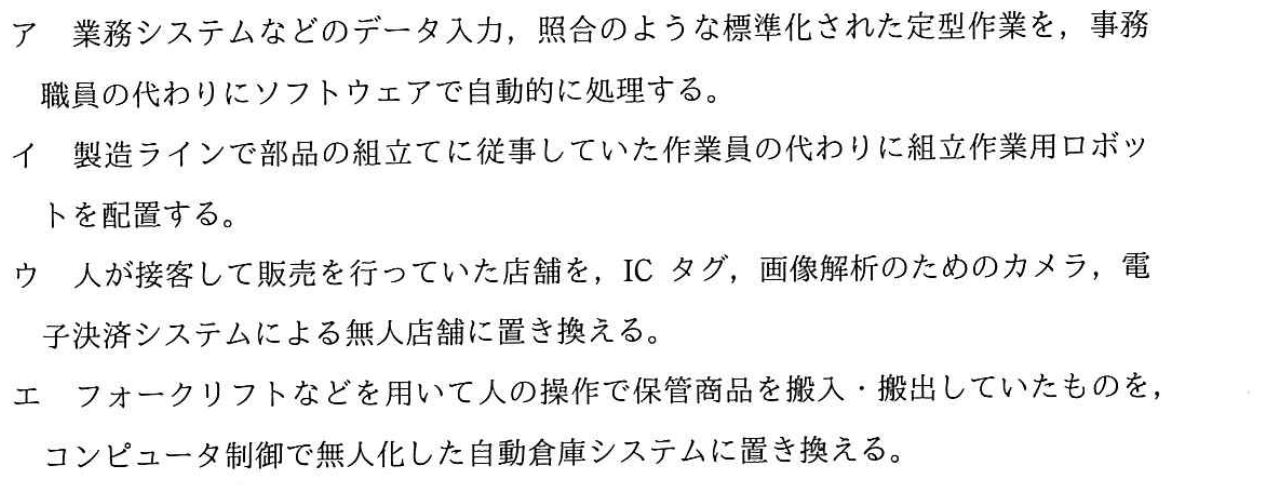 ア　業務システムなどのデータ入力，照合のような標準化された定型作業を，事務
職員の代わりにソフトウェアで自動的に処理する。
イ　製造ラインで部品の組立てに従事していた作業員の代わりに組立作業用ロボッ
トを配置する。
ウ　人が接客して販売を行っていた店舗を，IC タグ，画像解析のためのカメラ，電
子決済システムによる無人店舗に置き換える。
エ　フォークリフトなどを用いて人の操作で保管商品を搬入・搬出していたものを，
コンピュータ制御で無人化した自動倉庫システムに置き換える。